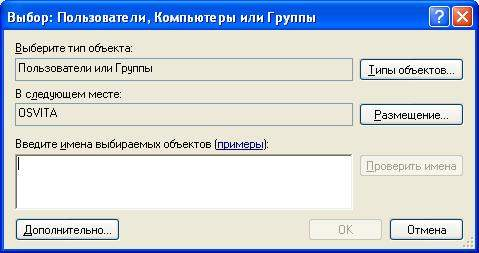 Выбор: Пользователи, Компьютеры или Группы
Выберите тип объекта:
Пользователи или Группы
Типы объектов...
В следующем месте:
OSVITA
Размещение...
Введите имена выбираемых объектов (примеры):
Проверить имена
Дополнительно...
ОК
Отмена